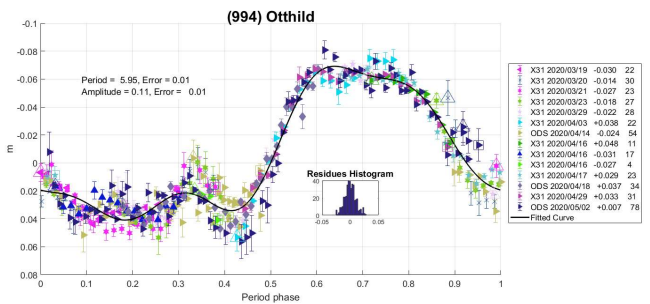 (994) Otthild
-0.1
-0.08
-0.06
-0.04
-0.02
0
0.02
0.04
0.06
0.08
m
Period = 5.95, Error = 0.01
Amplitude = 0.11, Error = 0.01
Residues Histogram
40
20
0
-0.05
0
0.05
0
0.1
0.2
0.3
0.4
0.5
0.6
0.7
0.8
0.9
1
Period phase
X31 2020/03/19 -0.030 22
X31 2020/03/20 -0.014 30
X31 2020/03/21 -0.027 23
X31 2020/03/23 -0.018 27
X31 2020/03/29 -0.022 28
X31 2020/04/03 +0.038 22
ODS 2020/04/14 -0.024 54
X31 2020/04/16 +0.048 11
X31 2020/04/16 -0.031 17
X31 2020/04/16 -0.027 4
X31 2020/04/17 +0.029 23
ODS 2020/04/18 +0.037 34
X31 2020/04/29 +0.033 31
ODS 2020/05/02 +0.007 78
Fitted Curve